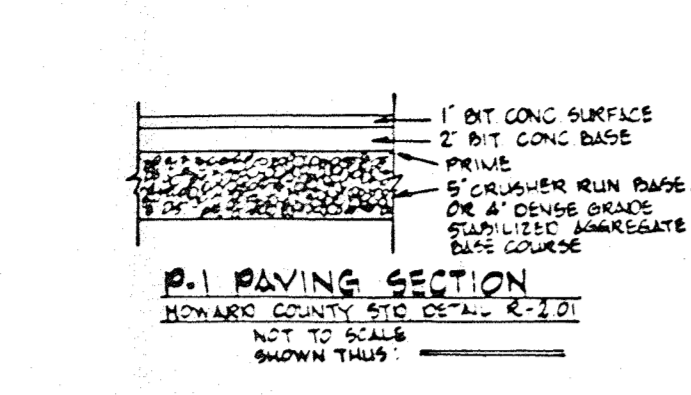 1" BIT. CONC. SURFACE
2" BIT. CONC. BASE
PRIME
5" CRUSHER RUN BASE
OR 4" DENSE GRADE
STABILIZED AGGREGATE
BASE COURSE
P-1 PAVING SECTION
HOWARD COUNTY STD DETAIL R-2.01
NOT TO SCALE
SHOWN THUS: